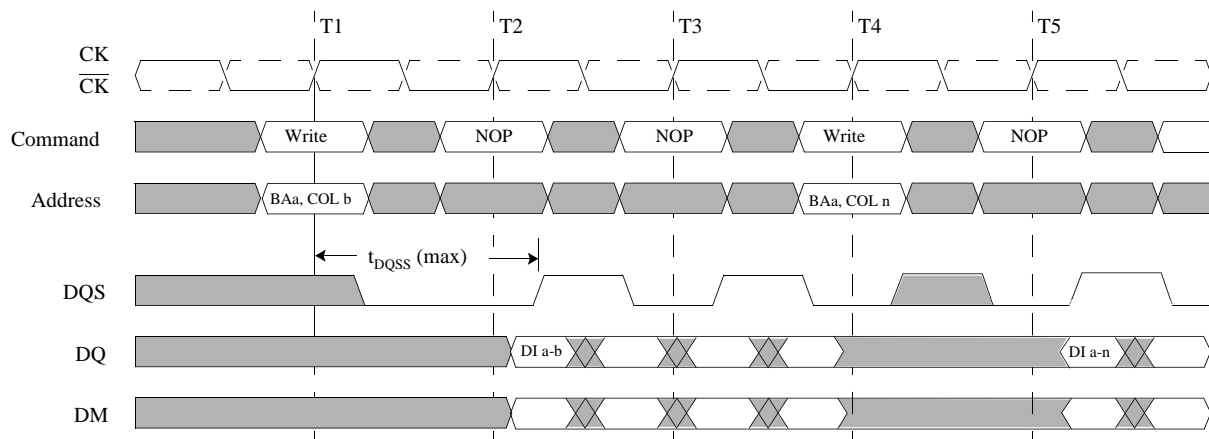 T1 T2 T3 T4 T5
CK
CK
Command Write NOP NOP Write NOP
Address BAa, COL b BAa, COL n
tDQSS (max)
DQS
DQ DI a-b DI a-n
DM